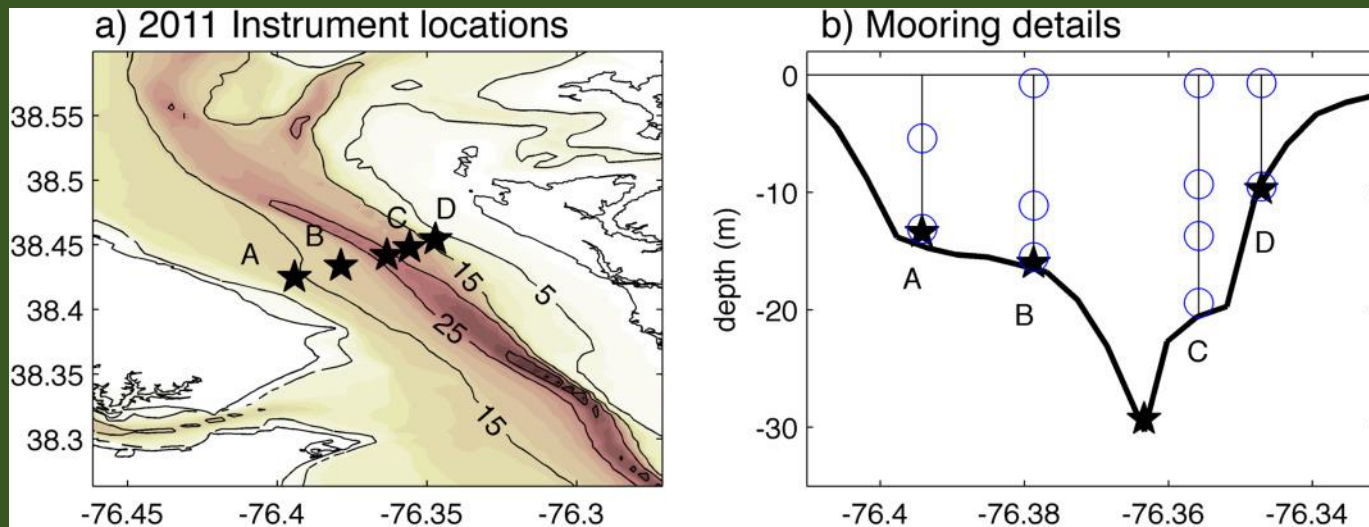 a) 2011 Instrument locations
38.55
38.5
38.45
38.4
38.35
38.3
-76.45
-76.4
-76.35
-76.3
A
B
C
D
15
5
25
15
b) Mooring details
depth (m)
0
-10
-20
-30
A
B
C
D
-76.4
-76.38
-76.36
-76.34